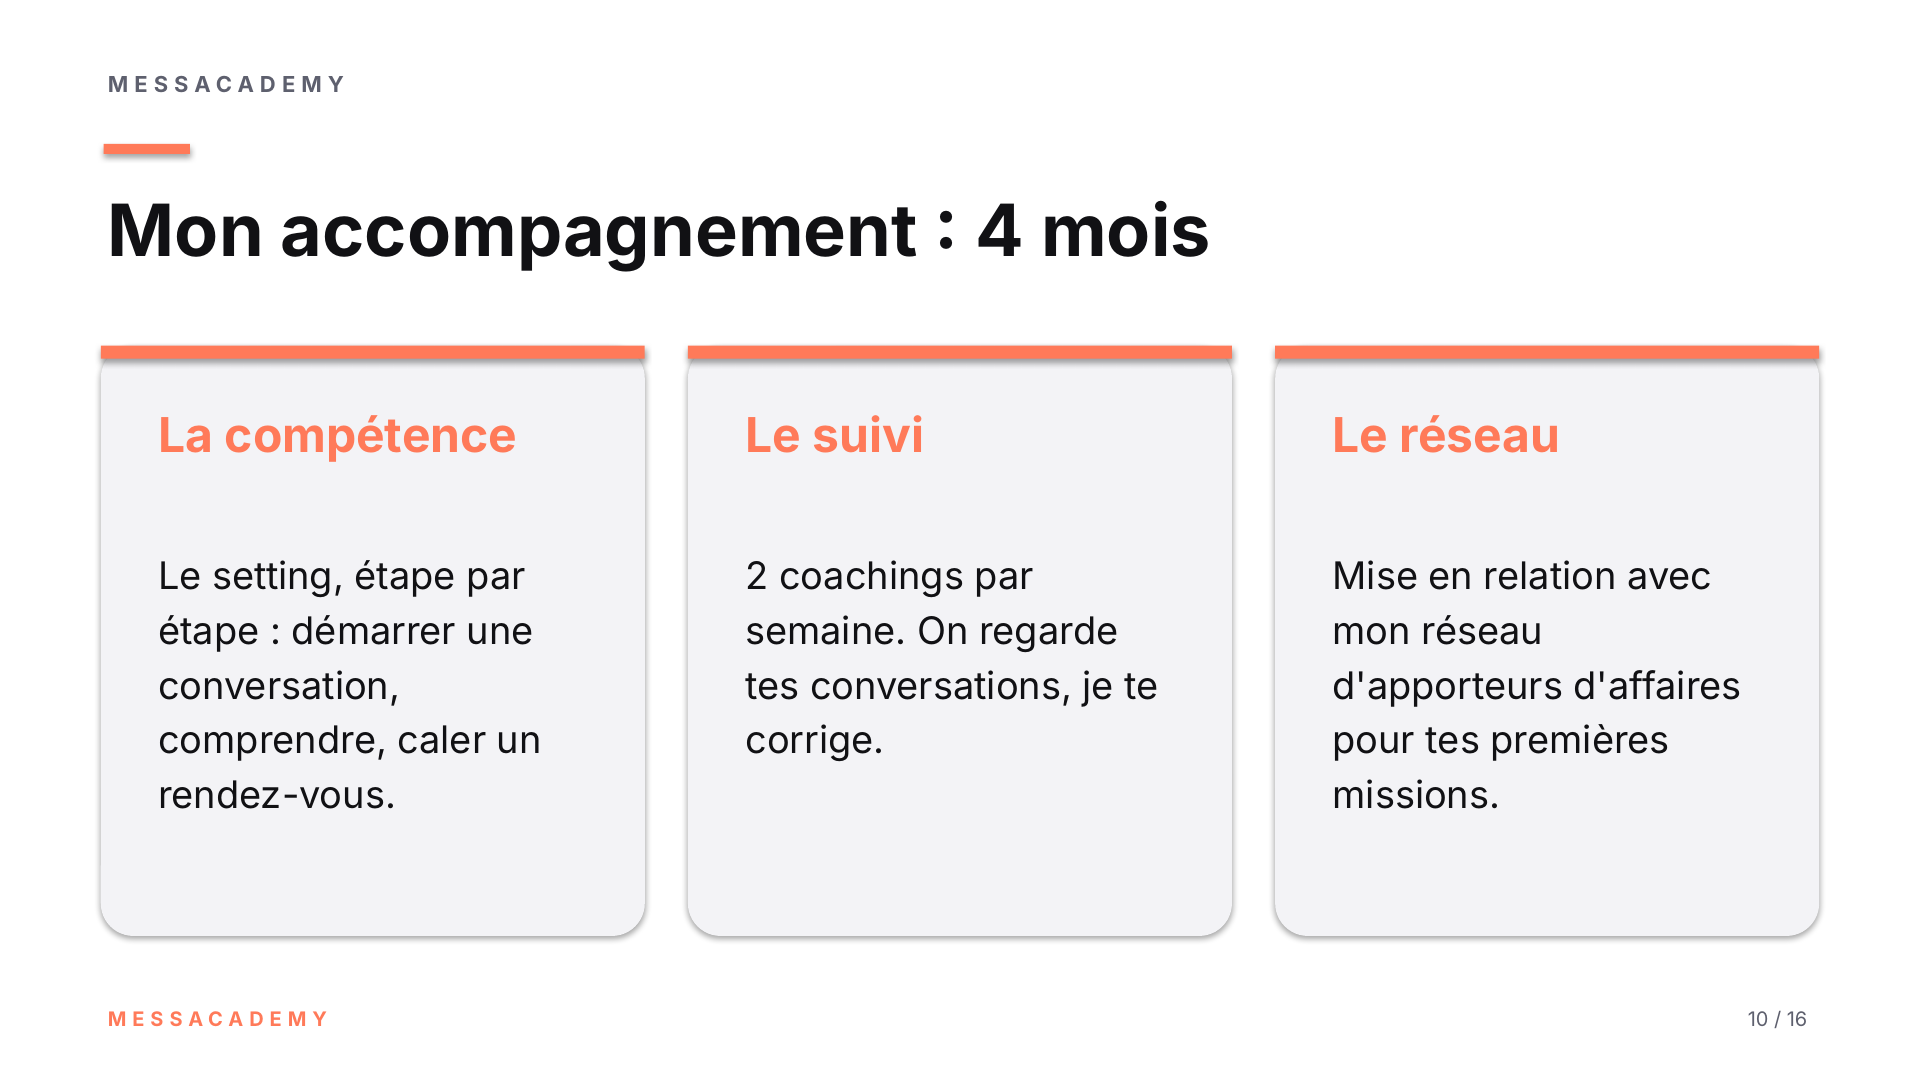 MESSACADEMY
Mon accompagnement : 4 mois
La compétence
Le setting, étape par
étape : démarrer une
conversation,
comprendre, caler un
rendez-vous.
Le suivi
2 coachings par
semaine. On regarde
tes conversations, je te
corrige.
Le réseau
Mise en relation avec
mon réseau
d'apporteurs d'affaires
pour tes premières
missions.
MESSACADEMY
10 / 16